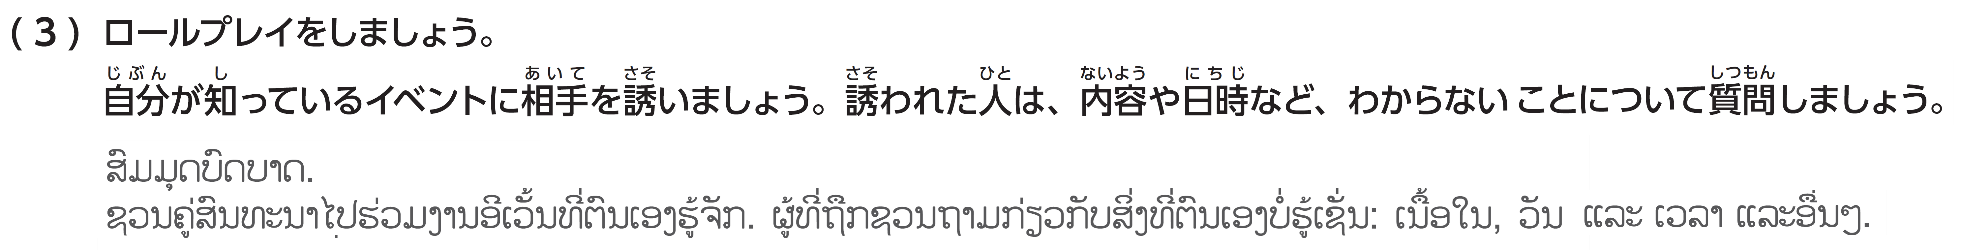 (3) ロールプレイをしましょう。
じぶん し あいて さそ さそ ひと ないよう にちじ しつもん
自分が知っているイベントに相手を誘いましょう。誘われた人は、内容や日時など、わからないことについて質問しましょう。
ສົມມຸດບົດບາດ.
ຊວນຄູ່ສົນທະນາໄປຮ່ວມງານອີເວັ້ນທີ່ຕົນເອງຮູ້ຈັກ. ຜູ້ທີ່ຖືກຊວນຖາມກ່ຽວກັບສິ່ງທີ່ຕົນເອງບໍ່ຮູ້ເຊັ່ນ: ເນື້ອໃນ, ວັນ ແລະ ເວລາ ແລະອື່ນໆ.